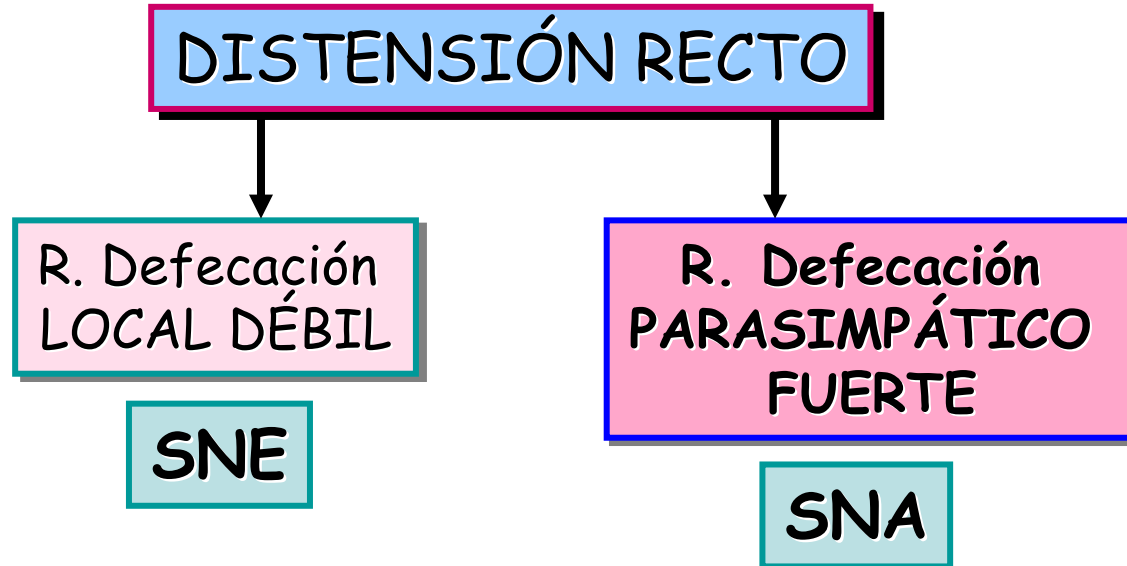 DISTENSIÓN RECTO
R. Defecación
LOCAL DÉBIL
SNE
R. Defecación
PARASIMPÁTICO
FUERTE
SNA